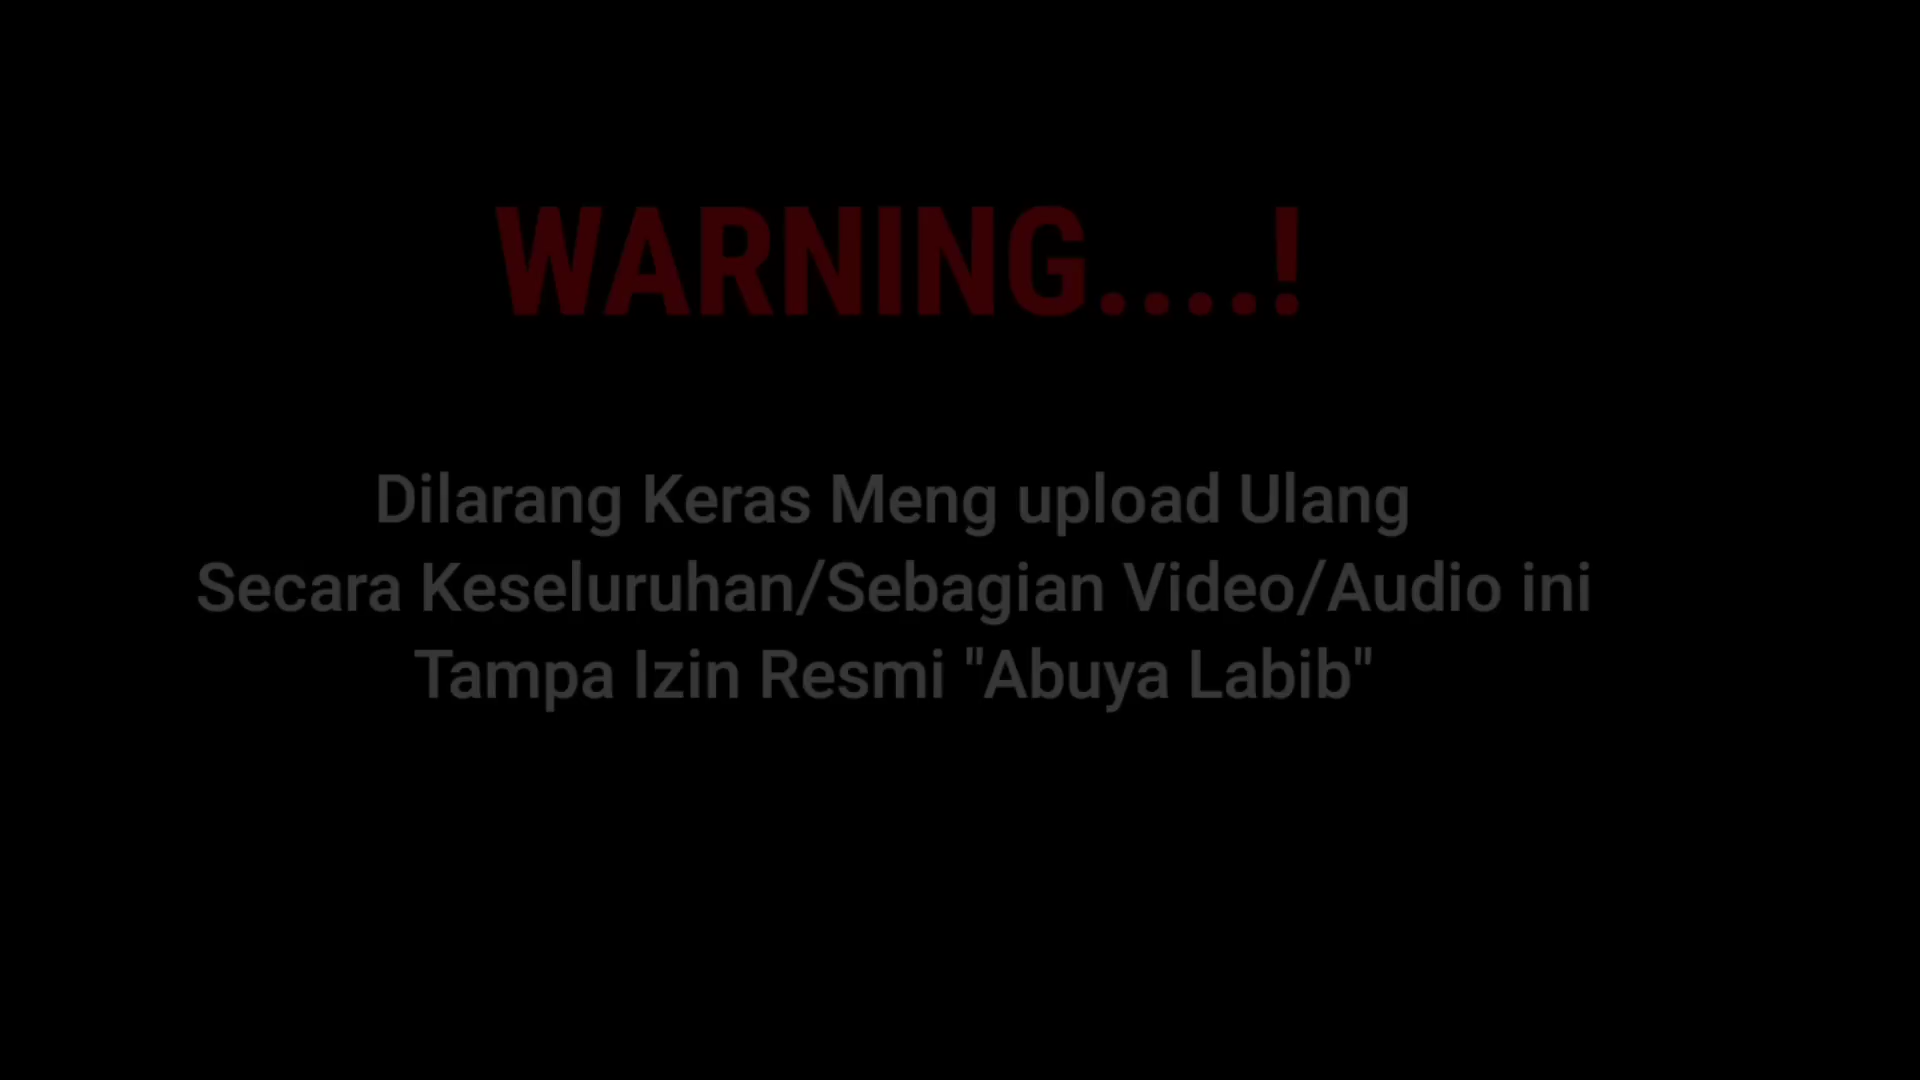 WARNING....!
Dilarang Keras Meng upload Ulang
Secara Keseluruhan/Sebagian Video/Audio ini
Tampa Izin Resmi "Abuya Labib"